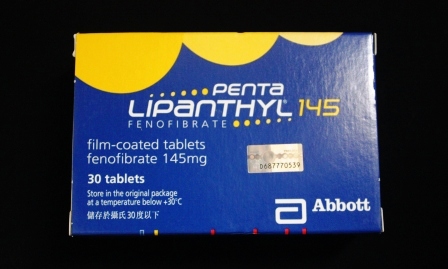 PENTA
LIPANTHYL® 145
FENOFIBRATE
film-coated tablets
fenofibrate 145mg
30 tablets
Store in the original package
at a temperature below +30°C
儲存於攝氏30度以下
0687770539
Abbott